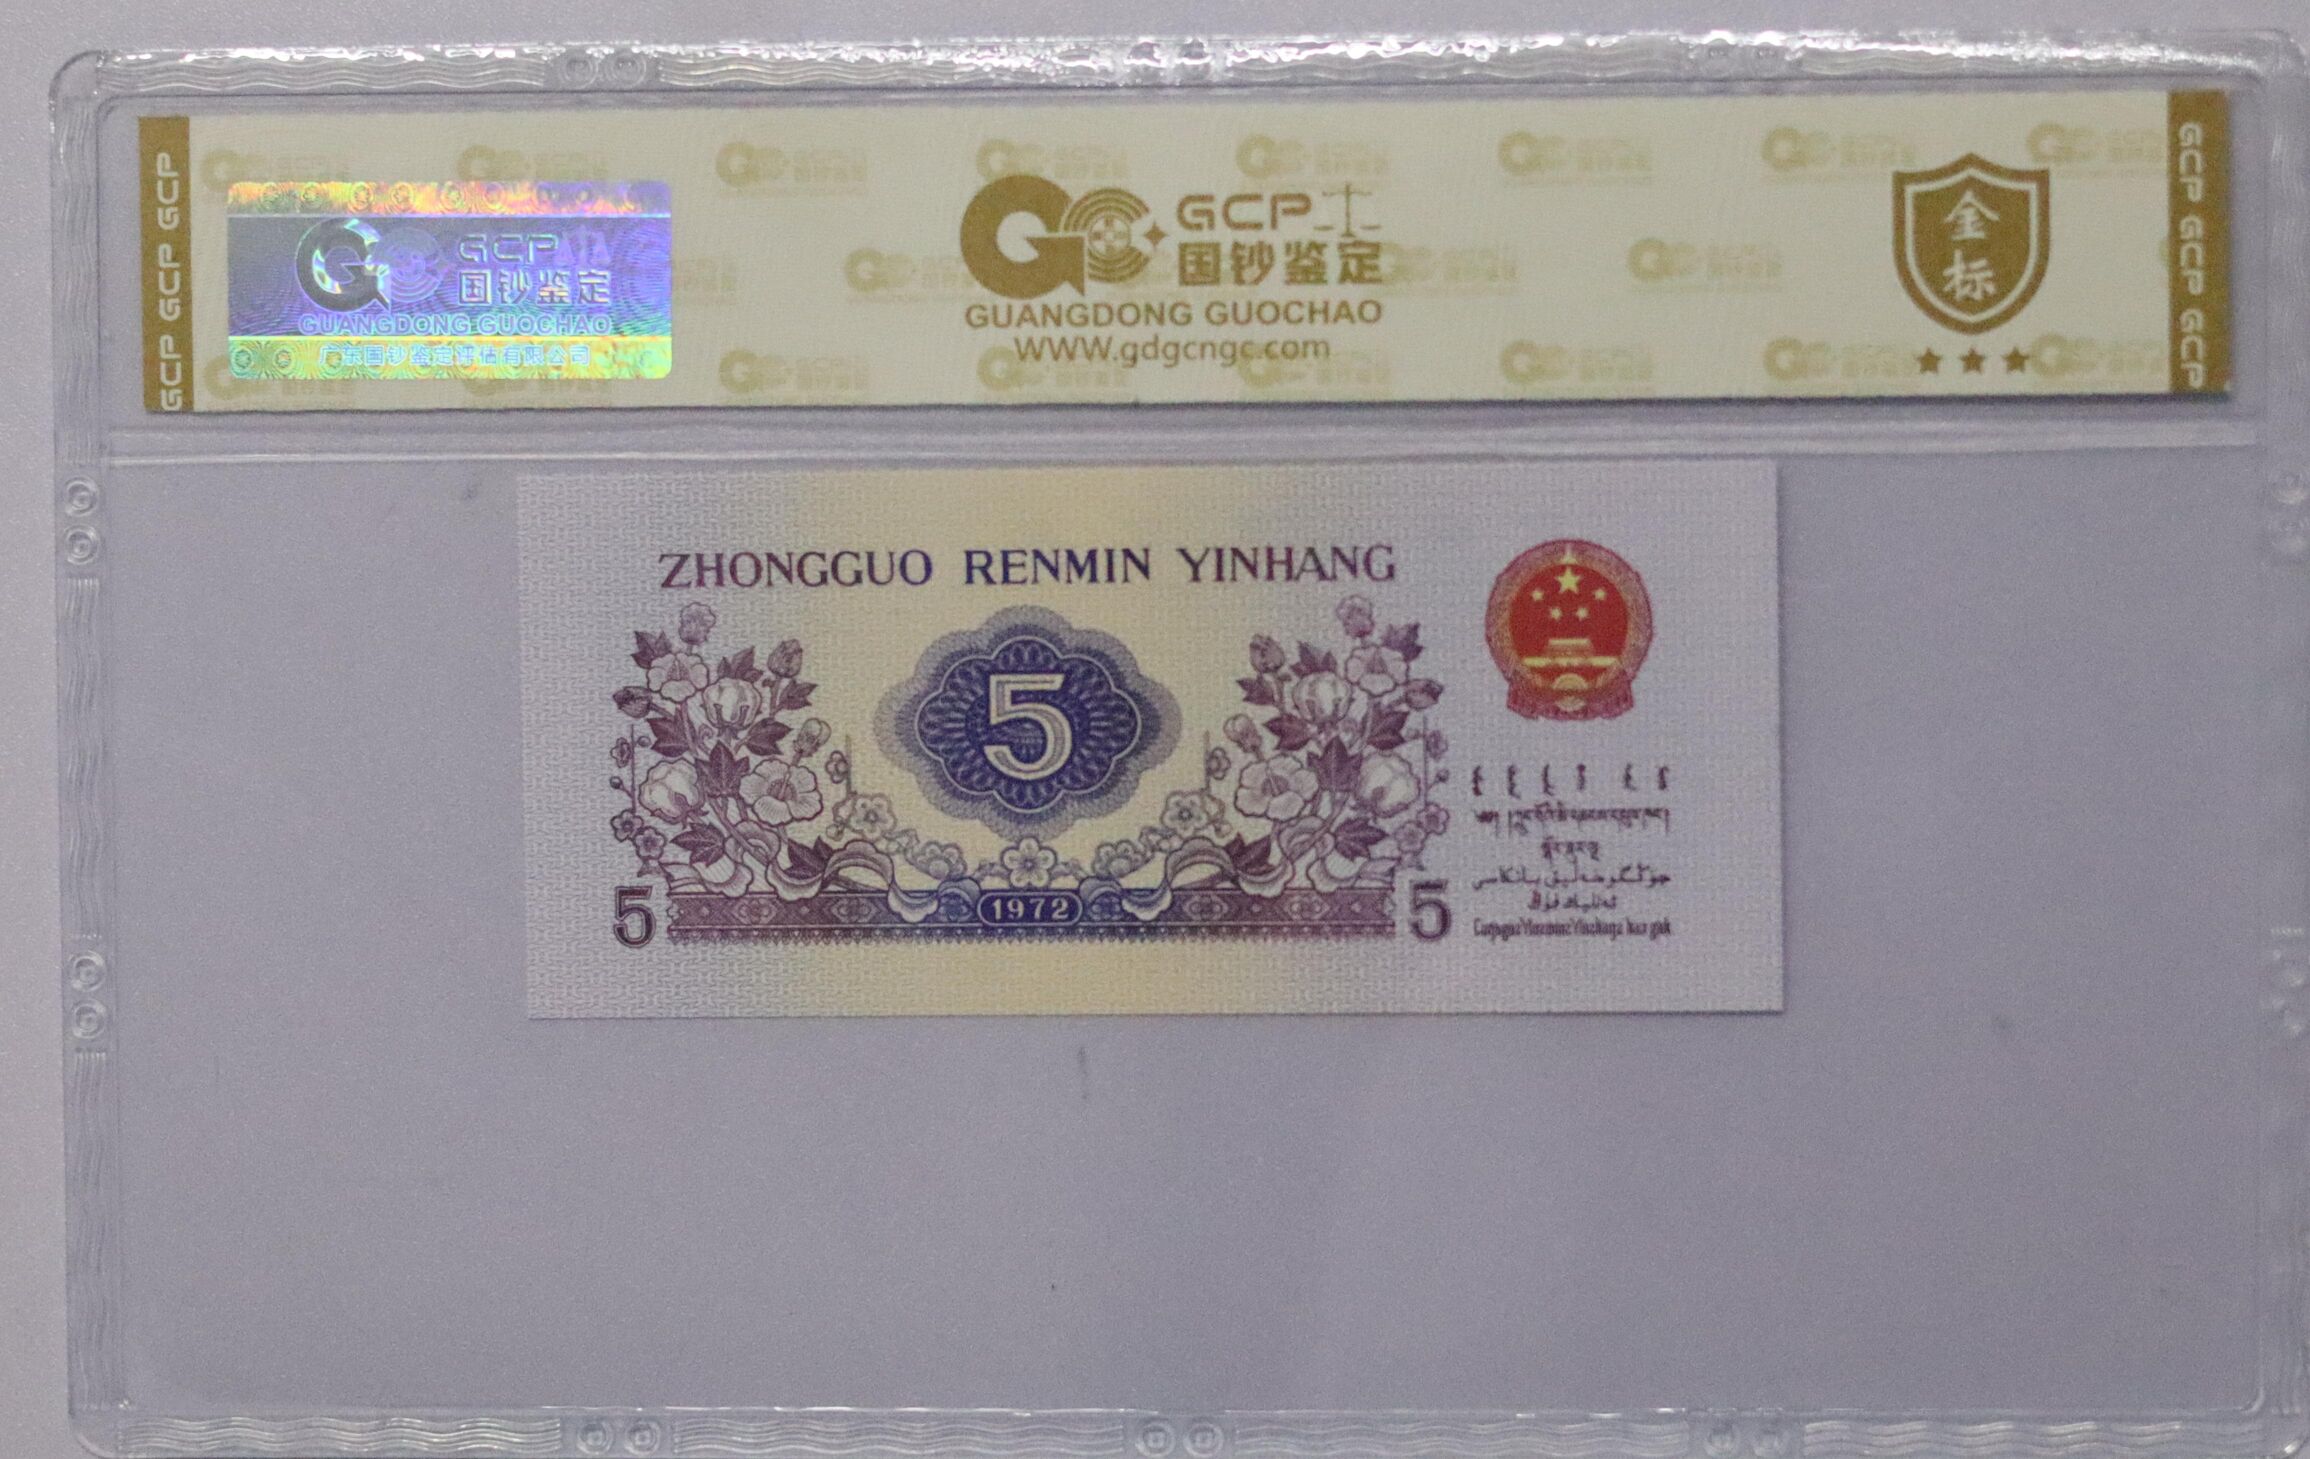 GCP GCP GCP
GCP
国钞鉴定
GUANGDONG GUOCHAO
广东国钞鉴定评估有限公司
GCP
国钞鉴定
GUANGDONG GUOCHAO
WWW.gdgcngc.com
金
标
GCP GCP GCP
ZHONGGUO RENMIN YINHANG
5
5
1972
5